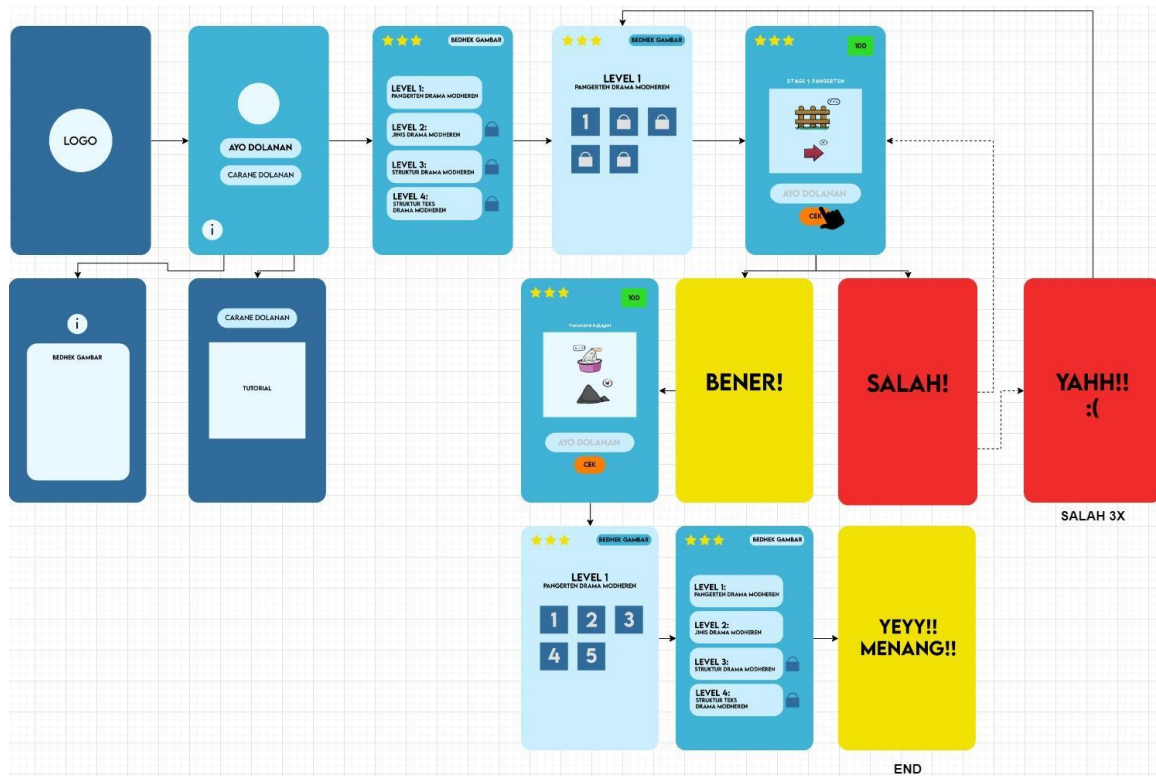 LOGO
AYO DOLANAN
CARANE DOLANAN
i
BEDHEK GAMBAR
LEVEL 1:
PANGERTEN DRAMA MODHEREN
LEVEL 2:
JINIS DRAMA MODHEREN
LEVEL 3:
STRUKTUR DRAMA MODHEREN
LEVEL 4:
STRUKTUR TEKS
DRAMA MODHEREN
BEDHEK GAMBAR
LEVEL 1
PANGERTEN DRAMA MODHEREN
1
100
STAGE 1: PANGERTEN
AYO DOLANAN
CEK
i
BEDHEK GAMBAR
CARANE DOLANAN
TUTORIAL
100
AYO DOLANAN
CEK
BENER!
SALAH!
YAHH!!
:(
SALAH 3X
BEDHEK GAMBAR
LEVEL 1
PANGERTEN DRAMA MODHEREN
1 2 3
4 5
BEDHEK GAMBAR
LEVEL 1:
PANGERTEN DRAMA MODHEREN
LEVEL 2:
JINIS DRAMA MODHEREN
LEVEL 3:
STRUKTUR DRAMA MODHEREN
LEVEL 4:
STRUKTUR TEKS
DRAMA MODHEREN
YEYY!!
MENANG!!
END